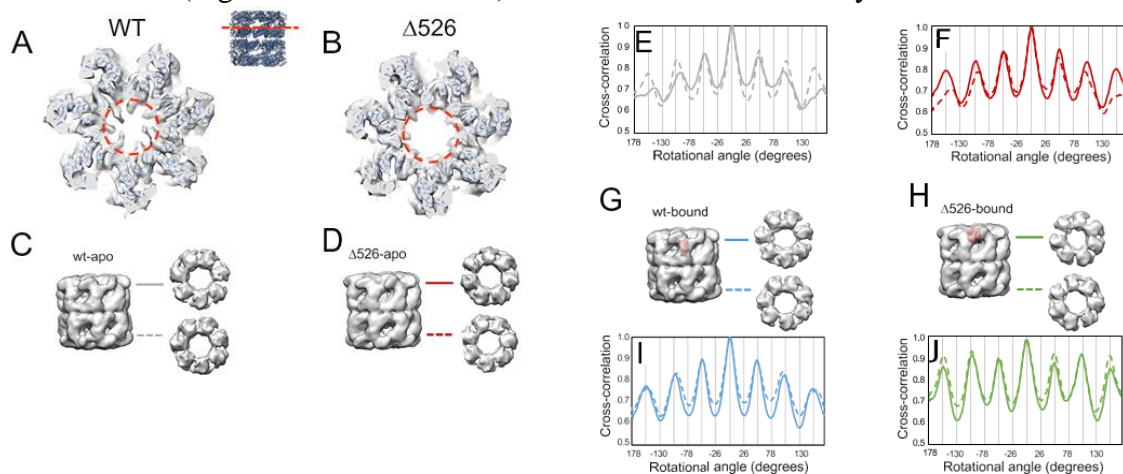 A
WT
B
Δ526
C
wt-apo
D
Δ526-apo
E
Cross-correlation
1.0
0.9
0.8
0.7
0.6
0.5
178 -130 -78 -26 26 78 130
Rotational angle (degrees)
F
Cross-correlation
1.0
0.9
0.8
0.7
0.6
0.5
178 -130 -78 -26 26 78 130
Rotational angle (degrees)
G
wt-bound
H
Δ526-bound
I
Cross-correlation
1.0
0.9
0.8
0.7
0.6
0.5
178 -130 -78 -26 26 78 130
Rotational angle (degrees)
J
Cross-correlation
1.0
0.9
0.8
0.7
0.6
0.5
-178 -130 -78 -26 26 78 130
Rotational angle (degrees)